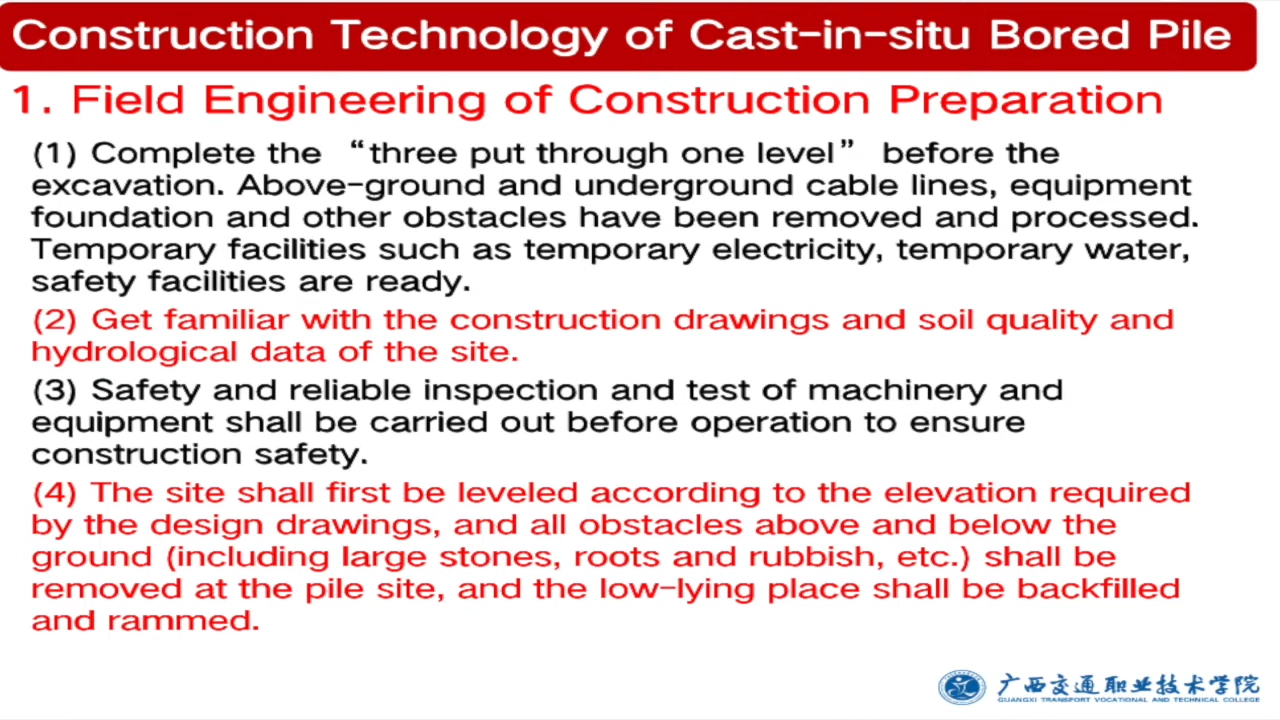 Construction Technology of Cast-in-situ Bored Pile
1. Field Engineering of Construction Preparation
(1) Complete the “three put through one level” before the
excavation. Above-ground and underground cable lines, equipment
foundation and other obstacles have been removed and processed.
Temporary facilities such as temporary electricity, temporary water,
safety facilities are ready.
(2) Get familiar with the construction drawings and soil quality and
hydrological data of the site.
(3) Safety and reliable inspection and test of machinery and
equipment shall be carried out before operation to ensure
construction safety.
(4) The site shall first be leveled according to the elevation required
by the design drawings, and all obstacles above and below the
ground (including large stones, roots and rubbish, etc.) shall be
removed at the pile site, and the low-lying place shall be backfilled
and rammed.
广西交通职业技术学院
GUANGXI TRANSPORT VOCATIONAL AND TECHNICAL COLLEGE